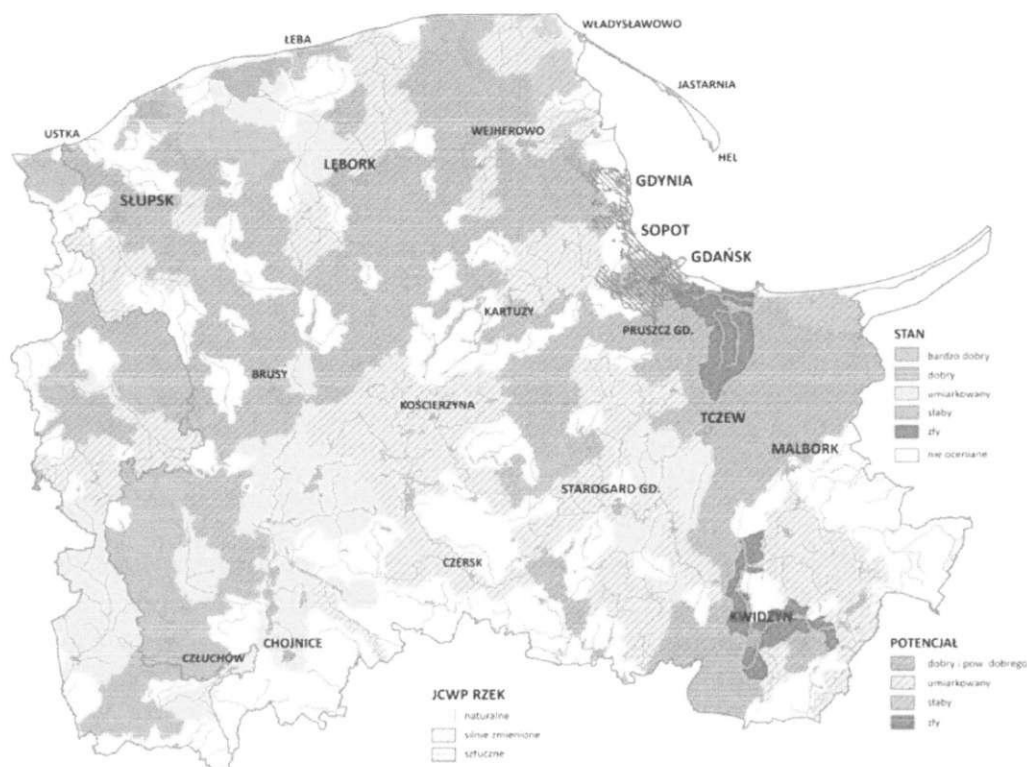 WŁADYSŁAWOWO
ŁEBA
JASTARNIA
USTKA
WEJHEROWO
HEL
LĘBORK
GDYNIA
SŁUPSK
SOPOT
GDAŃSK
KARTUZY
PRUSZCZ GD.
BRUSY
KOŚCIERZYNA
TCZEW
MALBORK
STAROGARD GD.
CZERSK
KWIDZYN
CHOJNICE
CZŁUCHÓW
STAN
bardzo dobry
dobry
umiarkowany
słaby
zły
nie oceniane
POTENCJAŁ
dobry i pow. dobrego
umiarkowany
słaby
zły
JCWP RZEK
naturalne
silnie zmienione
sztuczne